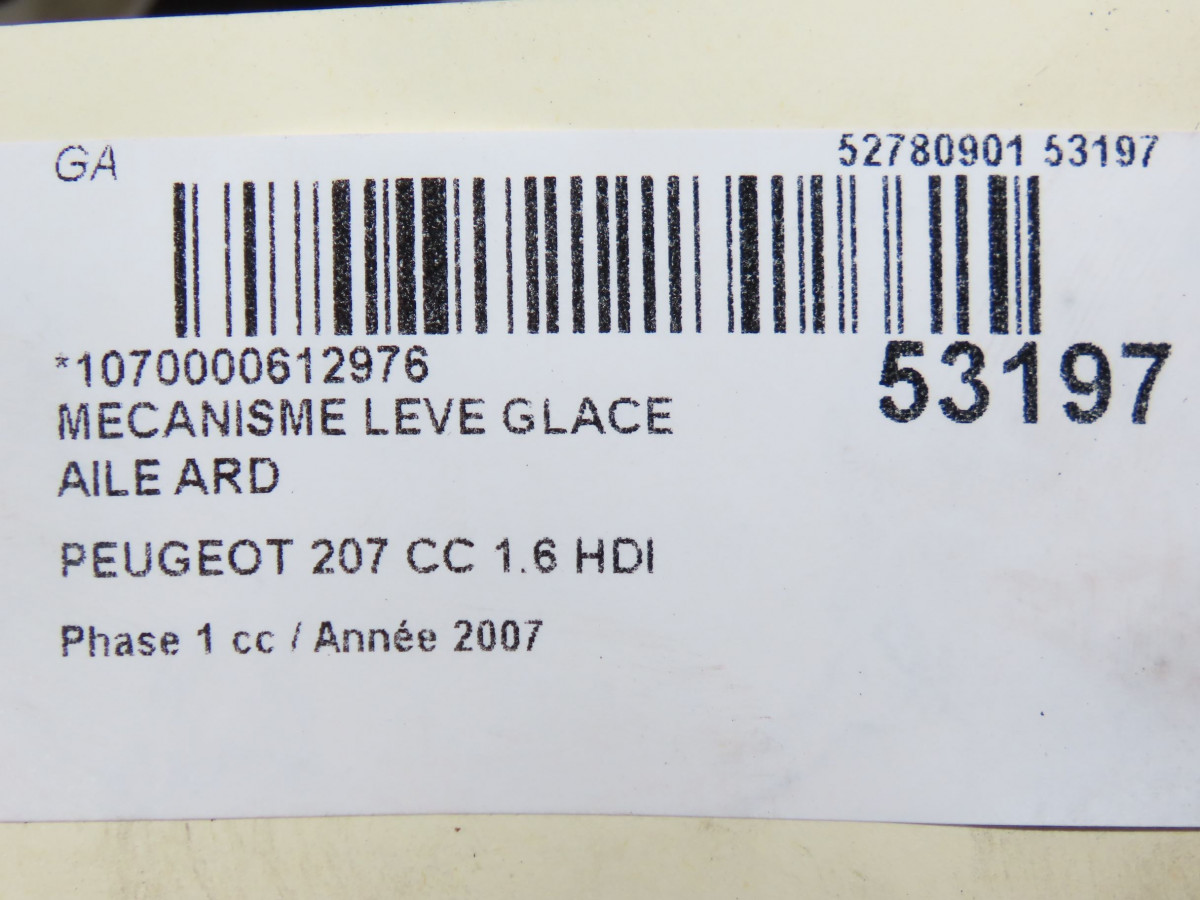 GA
52780901 53197
*1070000612976
53197
MECANISME LEVE GLACE
AILE ARD
PEUGEOT 207 CC 1.6 HDI
Phase 1 cc / Année 2007